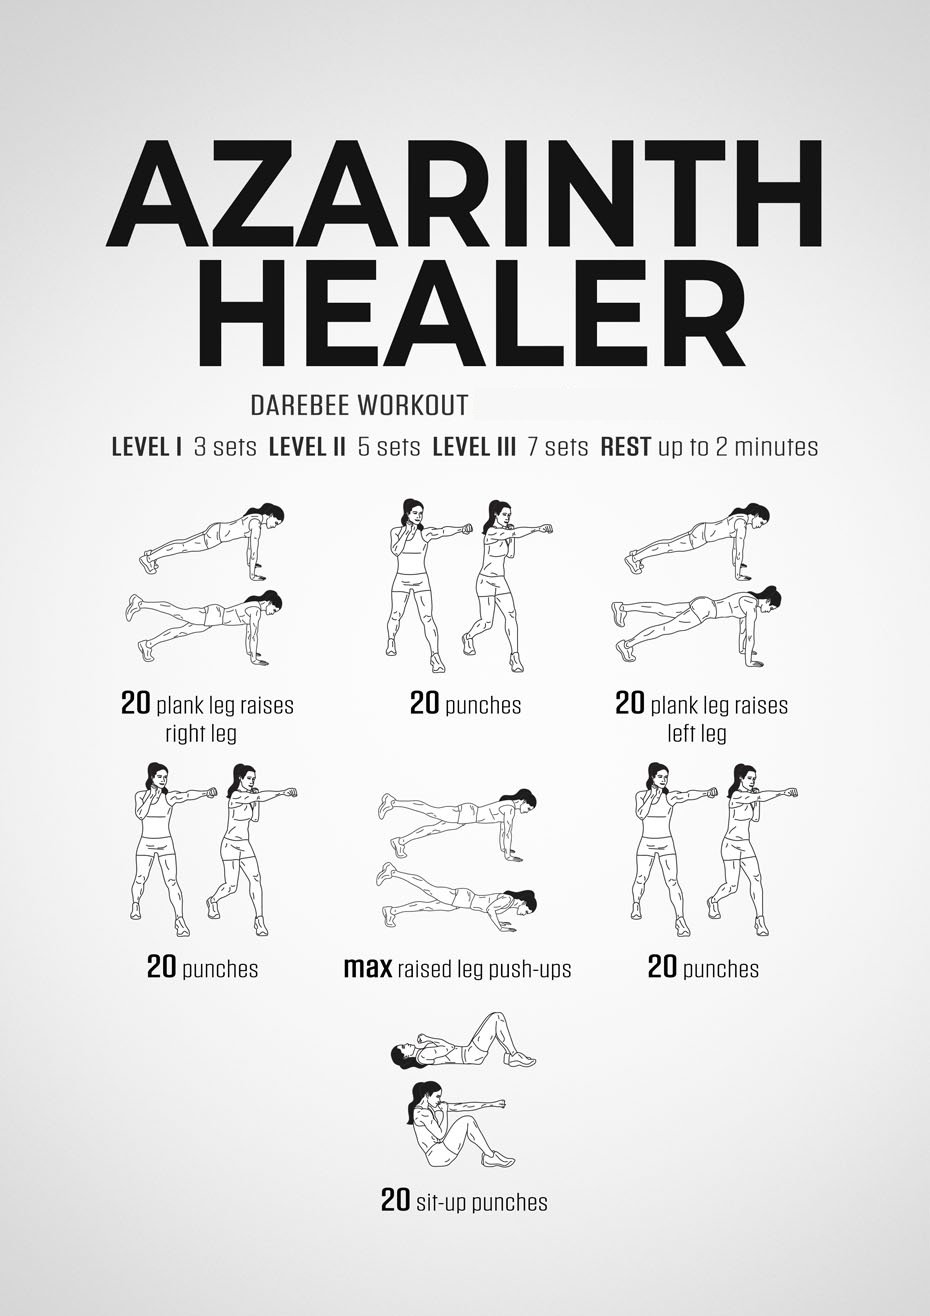 AZARINTH
HEALER
DAREBEE WORKOUT
LEVEL I 3 sets LEVEL II 5 sets LEVEL III 7 sets REST up to 2 minutes
20 plank leg raises
right leg
20 punches
20 plank leg raises
left leg
20 punches
max raised leg push-ups
20 punches
20 sit-up punches